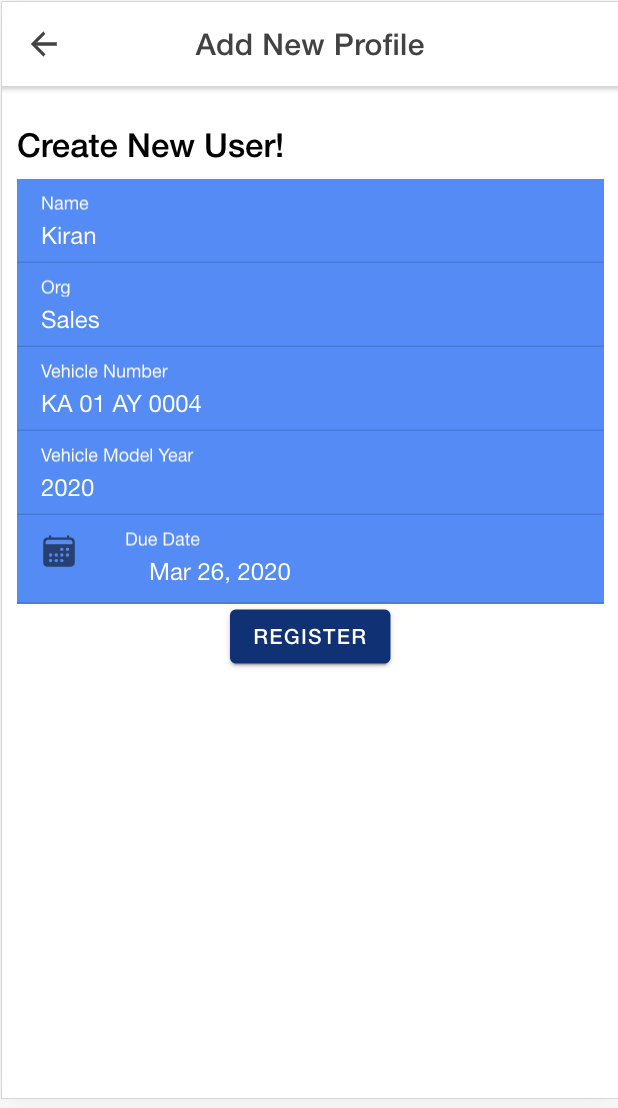 Add New Profile
Create New User!
Name
Kiran
Org
Sales
Vehicle Number
KA 01 AY 0004
Vehicle Model Year
2020
Due Date
Mar 26, 2020
REGISTER